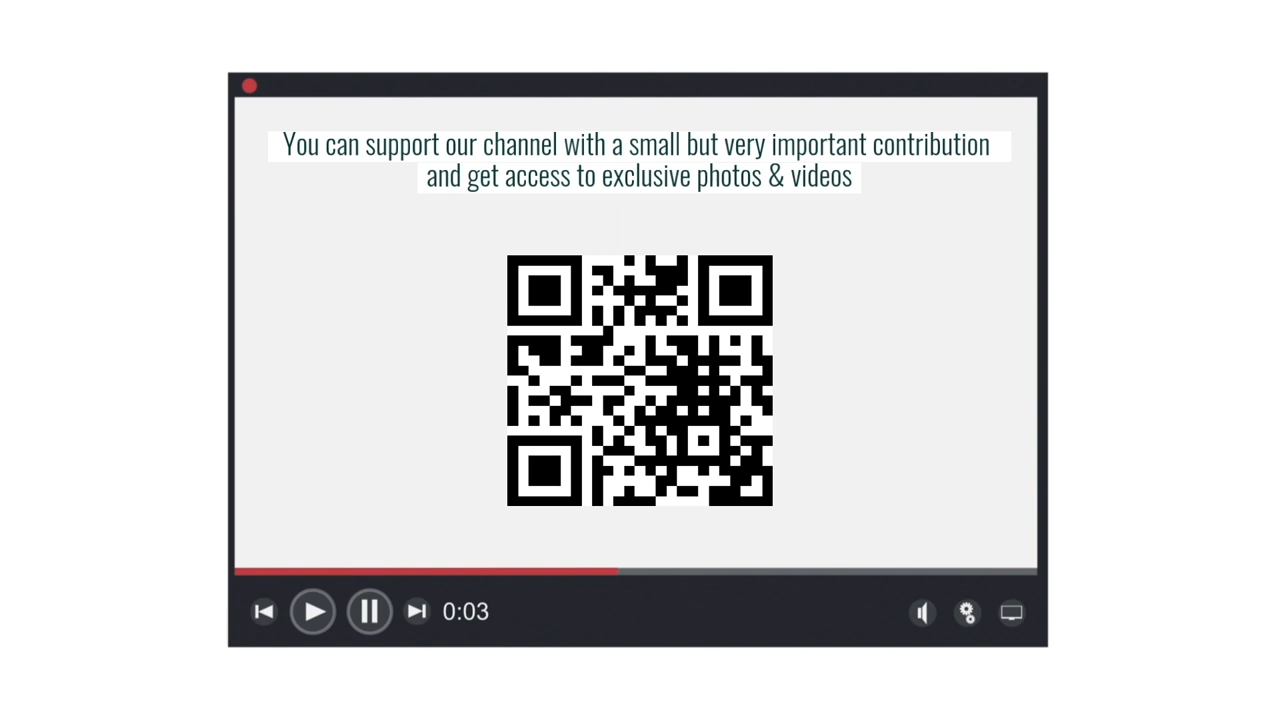 You can support our channel with a small but very important contribution
and get access to exclusive photos & videos
0:03